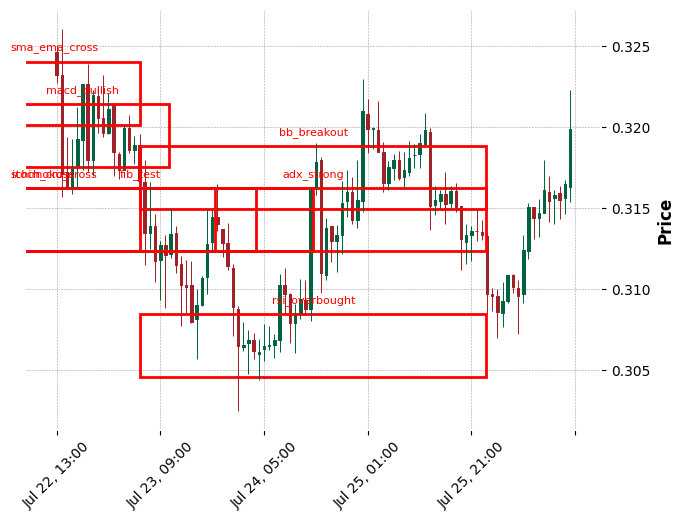 sma_ema_cross
macd_bullish
bb_breakout
fib_test
adx_strong
rsi_overbought
0.325
0.320
0.315
0.310
0.305
Price
Jul 22, 13:00
Jul 23, 09:00
Jul 24, 05:00
Jul 25, 01:00
Jul 25, 21:00